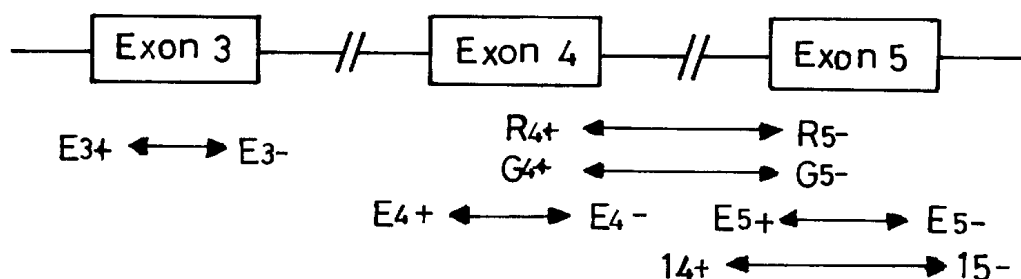 Exon 3 Exon 4 Exon 5
R4+ R5-
E3+ E3-
G4+ G5-
E4+ E4- E5+ E5-
14+ 15-